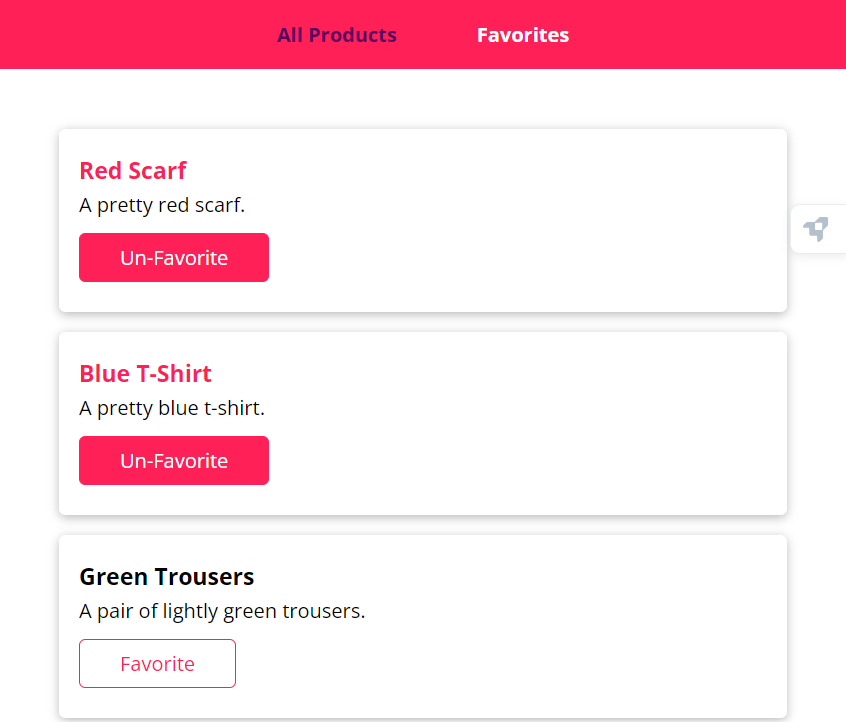 All Products Favorites
Red Scarf
A pretty red scarf.
Un-Favorite
Blue T-Shirt
A pretty blue t-shirt.
Un-Favorite
Green Trousers
A pair of lightly green trousers.
Favorite